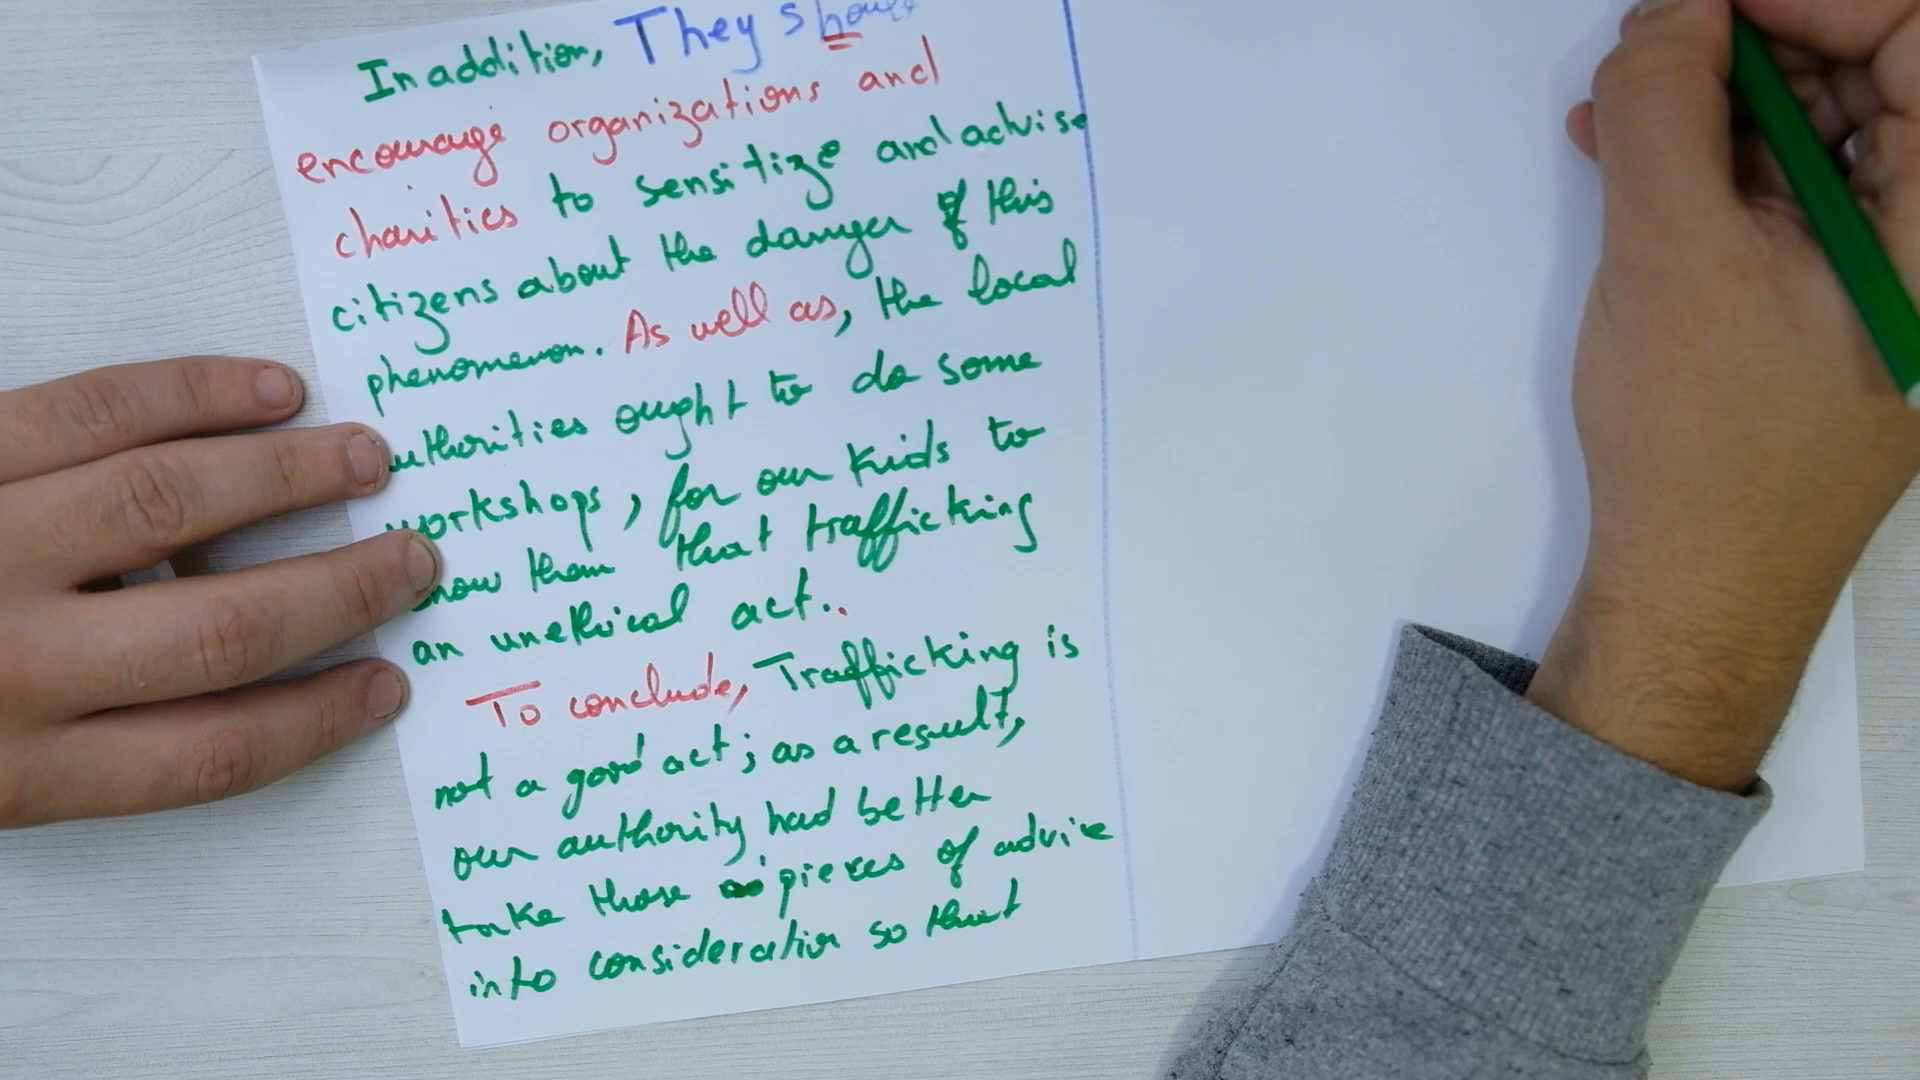 In addition, They should
encourage organizations and
charities to sensitize and advise
citizens about the danger of this
phenomenon. As well as, the local
uthorities ought to do some
workshops, for our kids to
know them that trafficking
an unethical act..
To conclude, Trafficking is
not a good act; as a result,
our authority had better
take those pieces of advice
into consideration so that